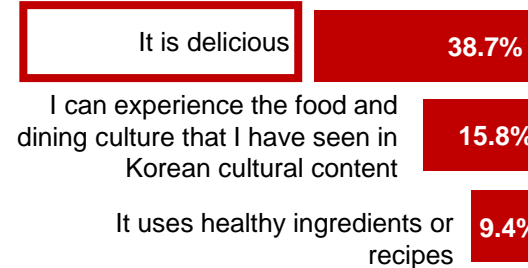 It is delicious
38.7%
I can experience the food and
dining culture that I have seen in
Korean cultural content
15.8%
It uses healthy ingredients or
recipes
9.4%